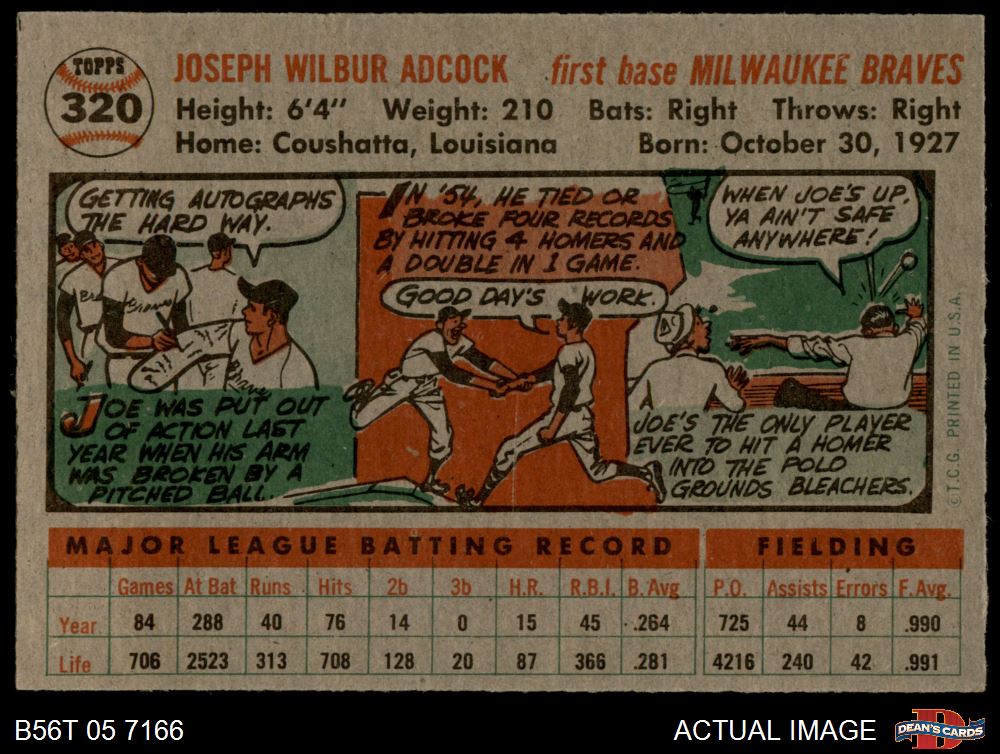 TOPPS
320
JOSEPH WILBUR ADCOCK first base MILWAUKEE BRAVES
Height: 6'4" Weight: 210 Bats: Right Throws: Right
Home: Coushatta, Louisiana Born: October 30, 1927
GETTING AUTOGRAPHS
THE HARD WAY.
Braves
Braves
JOE WAS PUT OUT
OF ACTION LAST
YEAR WHEN HIS ARM
WAS BROKEN BY A
PITCHED BALL.
IN '54, HE TIED OR
BROKE FOUR RECORDS
BY HITTING 4 HOMERS AND
A DOUBLE IN 1 GAME.
GOOD DAY'S WORK.
WHEN JOE'S UP,
YA AIN'T SAFE
ANYWHERE!
JOE'S THE ONLY PLAYER
EVER TO HIT A HOMER
INTO THE POLO
GROUNDS BLEACHERS.
©T.C.G. PRINTED IN U.S.A.
MAJOR LEAGUE BATTING RECORD FIELDING
Games At Bat Runs Hits 2b 3b H.R. R.B.I. B. Avg P.O. Assists Errors F. Avg.
Year 84 288 40 76 14 0 15 45 .264 725 44 8 .990
Life 706 2523 313 708 128 20 87 366 .281 4216 240 42 .991
B56T 05 7166 ACTUAL IMAGE
D
DEAN'S CARDS